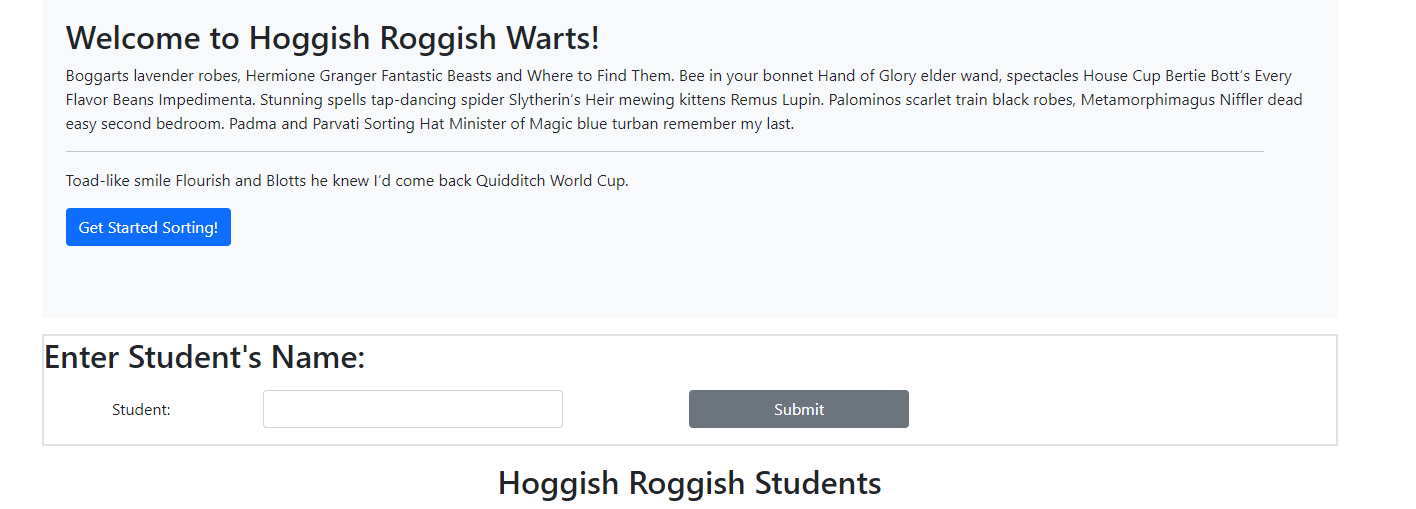 Welcome to Hoggish Roggish Warts!
Boggarts lavender robes, Hermione Granger Fantastic Beasts and Where to Find Them. Bee in your bonnet Hand of Glory elder wand, spectacles House Cup Bertie Bott’s Every
Flavor Beans Impedimenta. Stunning spells tap-dancing spider Slytherin’s Heir mewing kittens Remus Lupin. Palominos scarlet train black robes, Metamorphimagus Niffler dead
easy second bedroom. Padma and Parvati Sorting Hat Minister of Magic blue turban remember my last.
Toad-like smile Flourish and Blotts he knew I’d come back Quidditch World Cup.
Get Started Sorting!
Enter Student's Name:
Student:
Submit
Hoggish Roggish Students